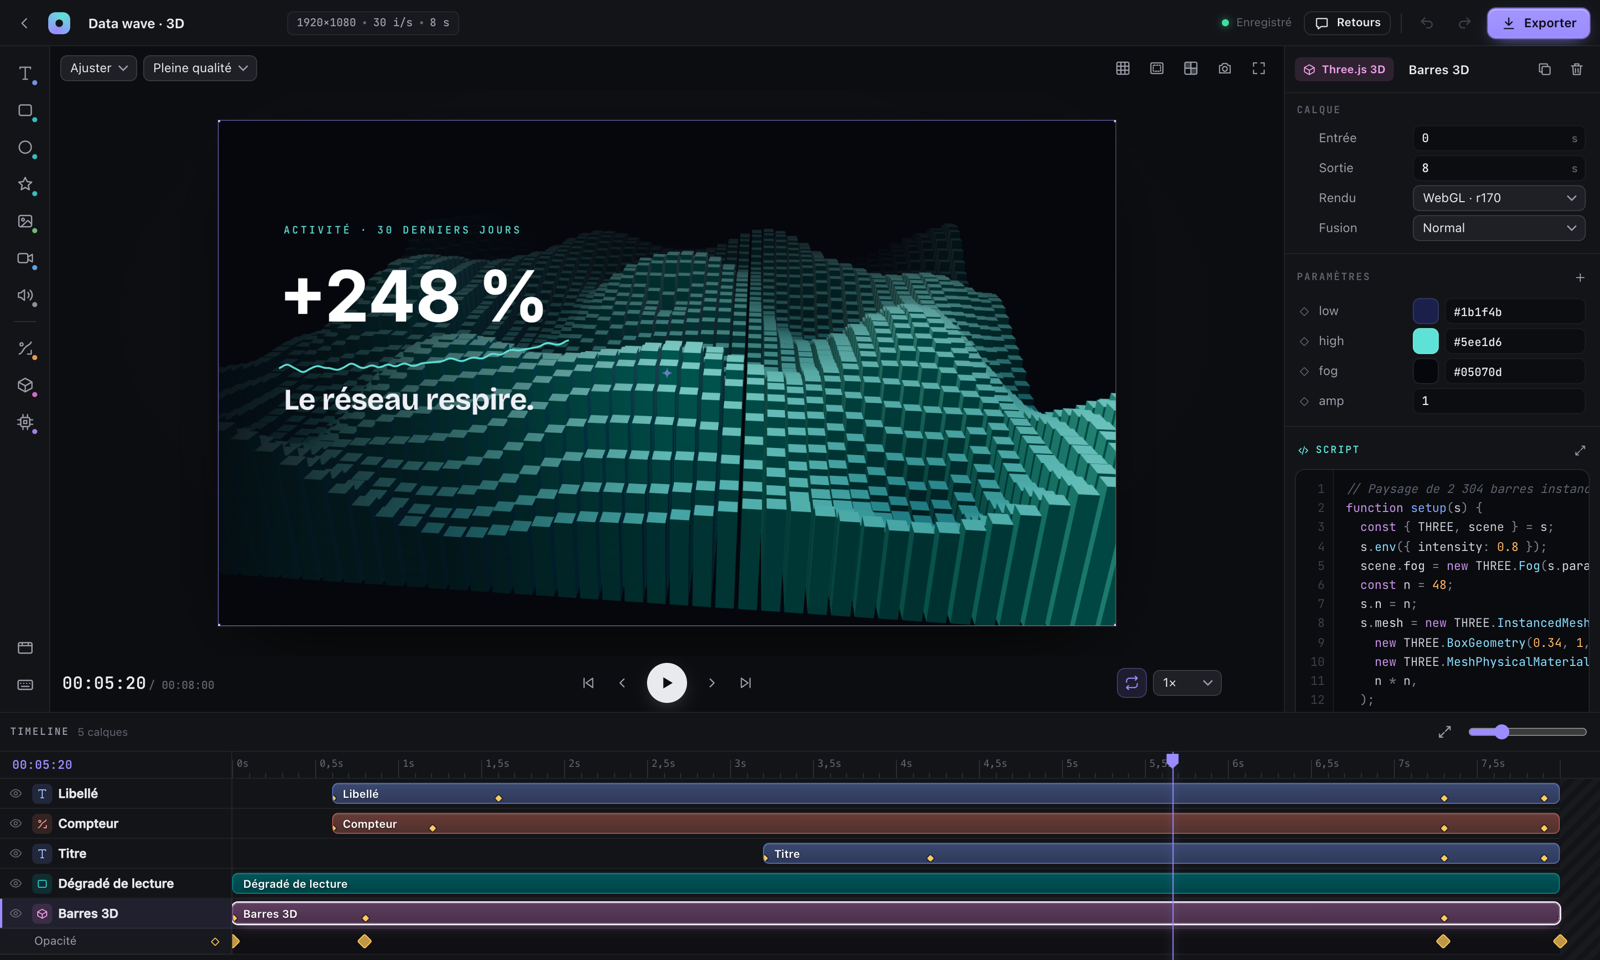 Data wave · 3D
1920×1080 • 30 i/s • 8 s
Enregistré
Retours
Exporter
Ajuster
Pleine qualité
Three.js 3D
Barres 3D
CALQUE
Entrée
0
s
Sortie
8
s
Rendu
WebGL · r170
Fusion
Normal
PARAMÈTRES
low
#1b1f4b
high
#5ee1d6
fog
#05070d
amp
1
SCRIPT
1 // Paysage de 2 304 barres instanc
2 function setup(s) {
3 const { THREE, scene } = s;
4 s.env({ intensity: 0.8 });
5 scene.fog = new THREE.Fog(s.para
6 const n = 48;
7 s.n = n;
8 s.mesh = new THREE.InstancedMesh
9 new THREE.BoxGeometry(0.34, 1,
10 new THREE.MeshPhysicalMaterial
11 n * n,
12 );
ACTIVITÉ · 30 DERNIERS JOURS
+248 %
Le réseau respire.
00:05:20 / 00:08:00
1×
TIMELINE 5 calques
00:05:20
0s 0,5s 1s 1,5s 2s 2,5s 3s 3,5s 4s 4,5s 5s 5,5 6s 6,5s 7s 7,5s
Libellé
Libellé
Compteur
Compteur
Titre
Titre
Dégradé de lecture
Dégradé de lecture
Barres 3D
Barres 3D
Opacité